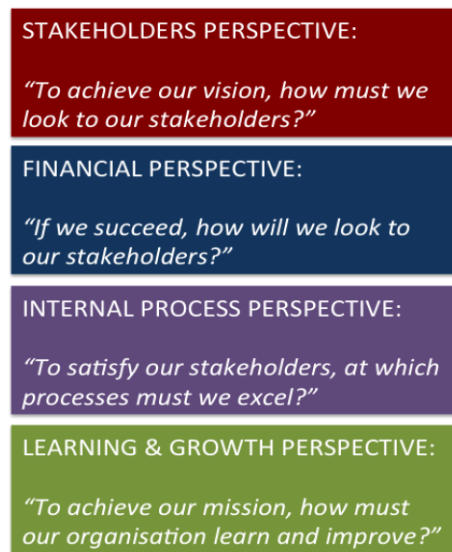 STAKEHOLDERS PERSPECTIVE:
“To achieve our vision, how must we
look to our stakeholders?”
FINANCIAL PERSPECTIVE:
“If we succeed, how will we look to
our stakeholders?”
INTERNAL PROCESS PERSPECTIVE:
“To satisfy our stakeholders, at which
processes must we excel?”
LEARNING & GROWTH PERSPECTIVE:
“To achieve our mission, how must
our organisation learn and improve?”